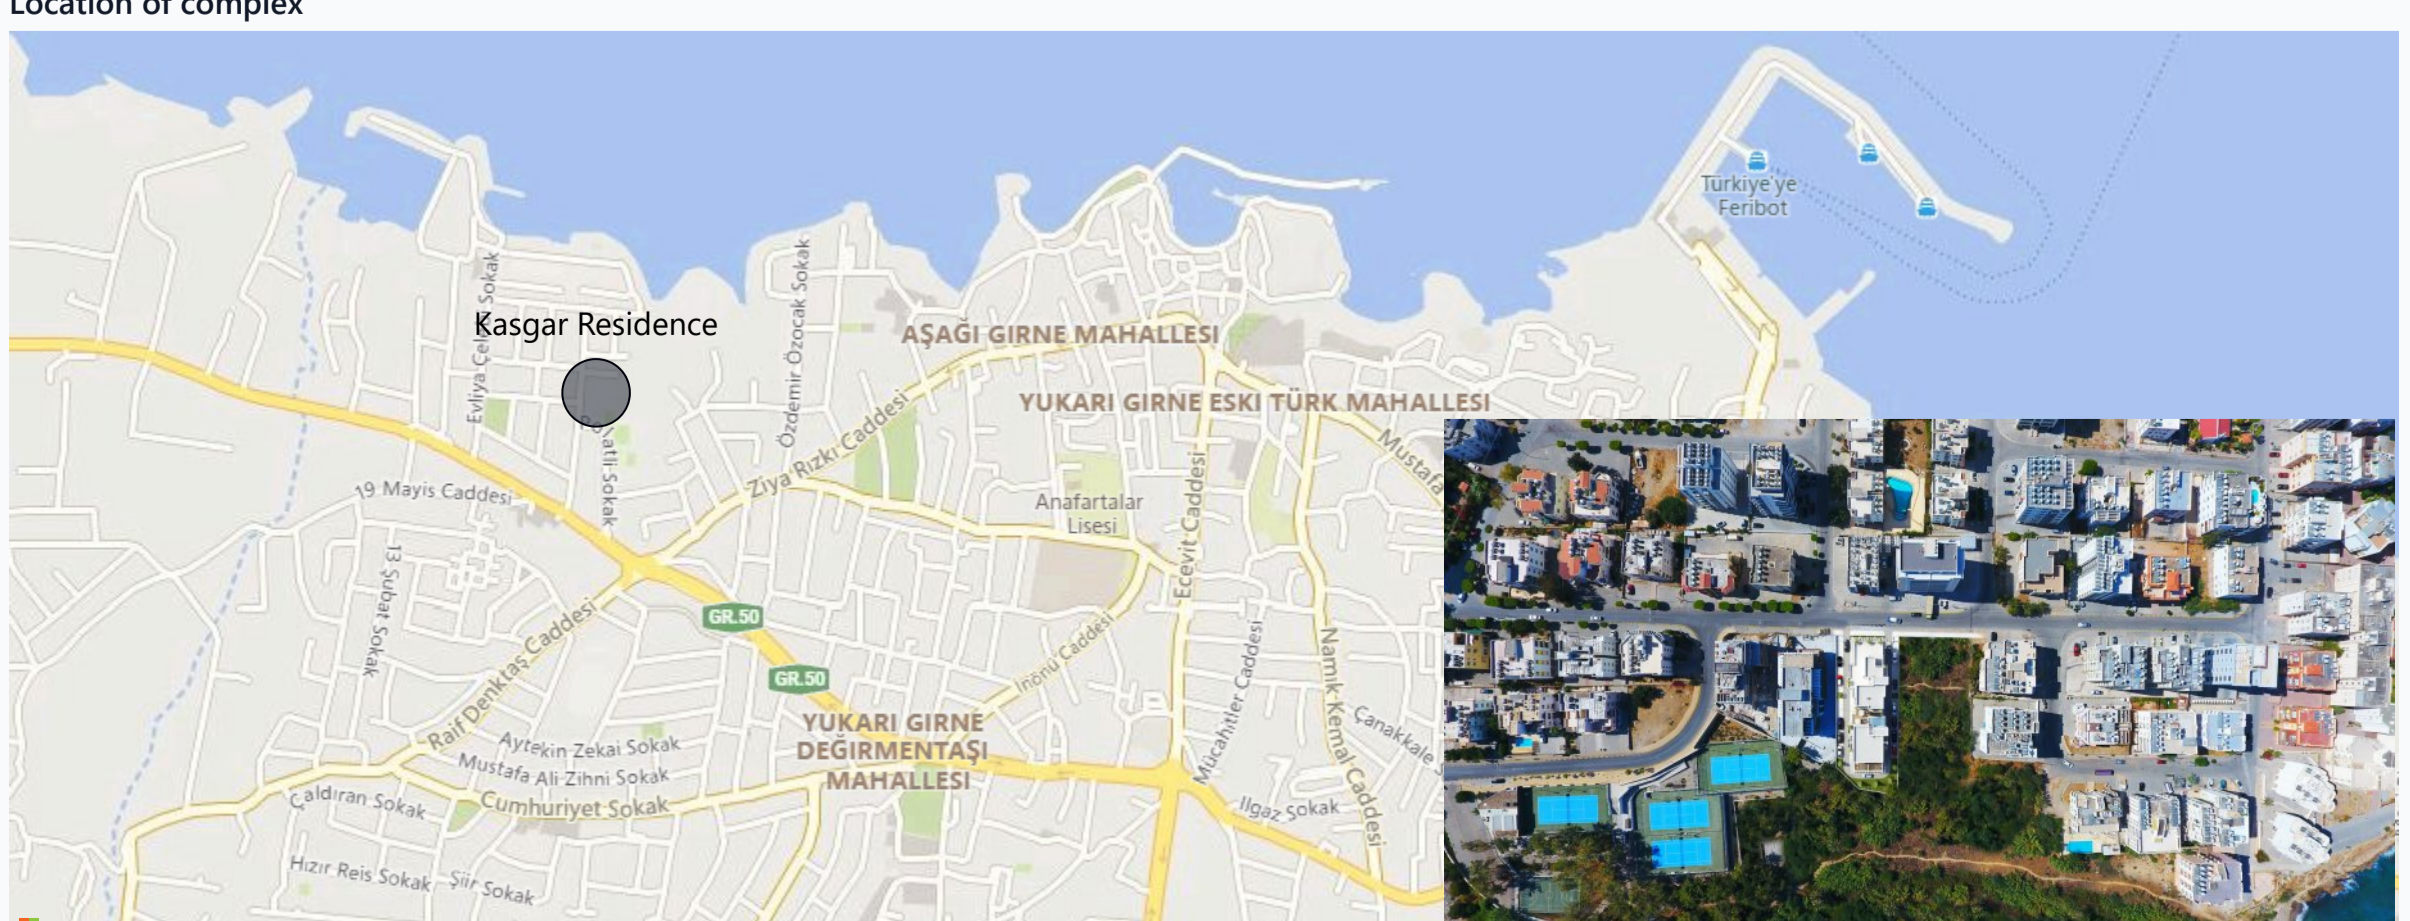 Location of complex
Türkiye'ye
Feribot
Evliya Çelebi Sokak
Kasgar Residence
Özdemir Özocak Sokak
AŞAĞI GIRNE MAHALLESI
YUKARI GIRNE ESKI TÜRK MAHALLESI
Ziya Rızkı Caddesi
Mustafa
19 Mayis Caddesi
Sokak
Anafartalar
Lisesi
Ecevit Caddesi
13 Şubat Sokak
GR.50
Raif Denktaş Caddesi
İnönü Caddesi
Mücahitler Caddesi
Namık Kemal Caddesi
GR.50
YUKARI GIRNE
DEĞIRMENTAŞI
MAHALLESI
Çanakkale S
Aytekin Zekai Sokak
Mustafa Ali Zihni Sokak
Cumhuriyet Sokak
Çaldıran Sokak
Ilgaz Sokak
Hızır Reis Sokak
Şiir Sokak